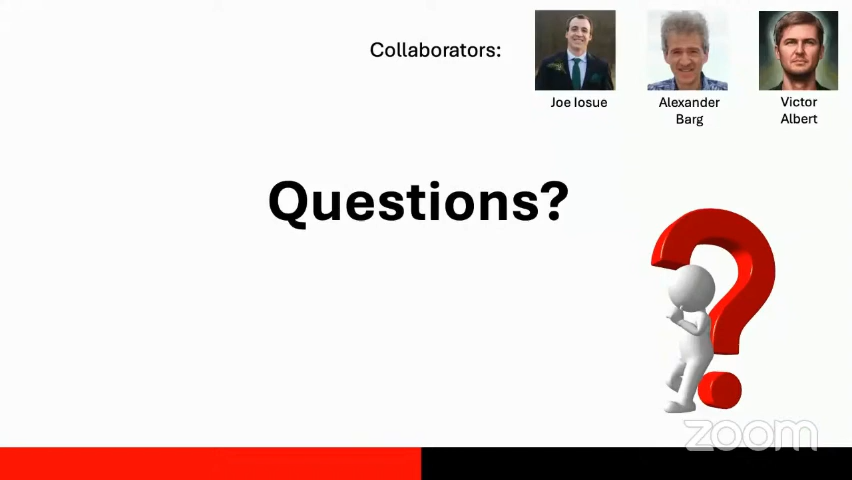 Collaborators:
Joe Iosue
Alexander
Barg
Victor
Albert
Questions?
zoom